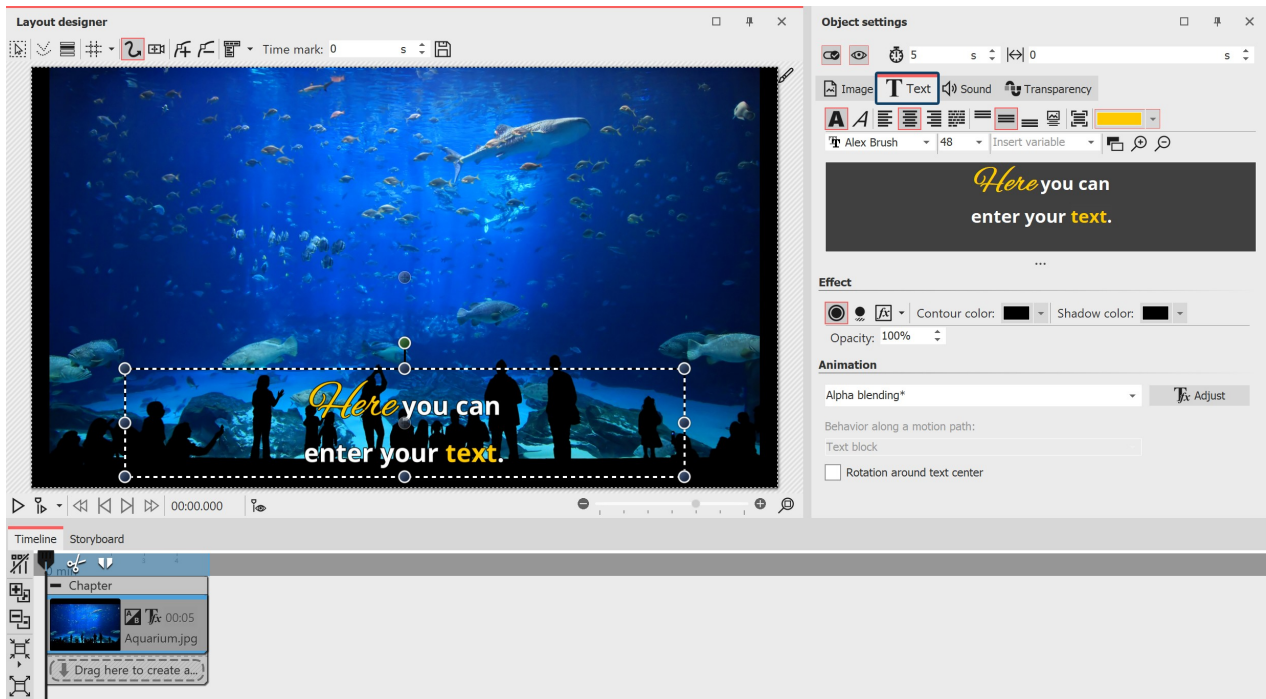 Layout designer
Time mark: 0 s
Here you can
enter your text.
00:00.000
Object settings
5 s 0 s
Image Text Sound Transparency
Alex Brush 48 Insert variable
Here you can
enter your text.
...
Effect
Contour color: Shadow color:
Opacity: 100%
Animation
Alpha blending* Adjust
Behavior along a motion path:
Text block
Rotation around text center
Timeline Storyboard
0 min
Chapter
00:05
Aquarium.jpg
Drag here to create a...